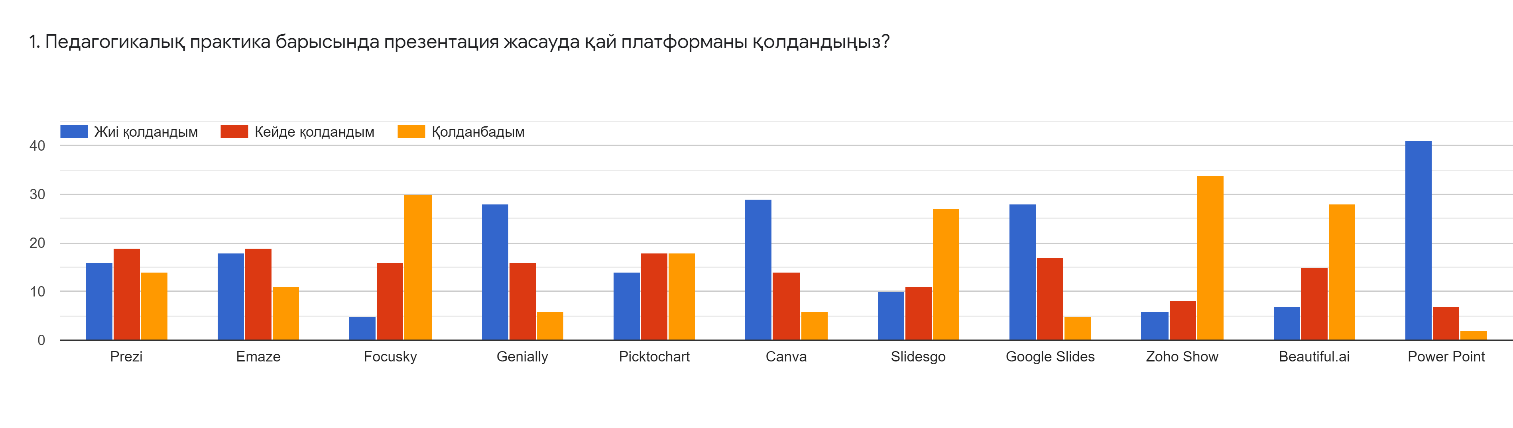 1. Педагогикалық практика барысында презентация жасауда қай платформаны қолдандыңыз?
Жиі қолдандым Кейде қолдандым Қолданбадым
40
30
20
10
0
Prezi Emaze Focusky Genially Picktochart Canva Slidesgo Google Slides Zoho Show Beautiful.ai Power Point